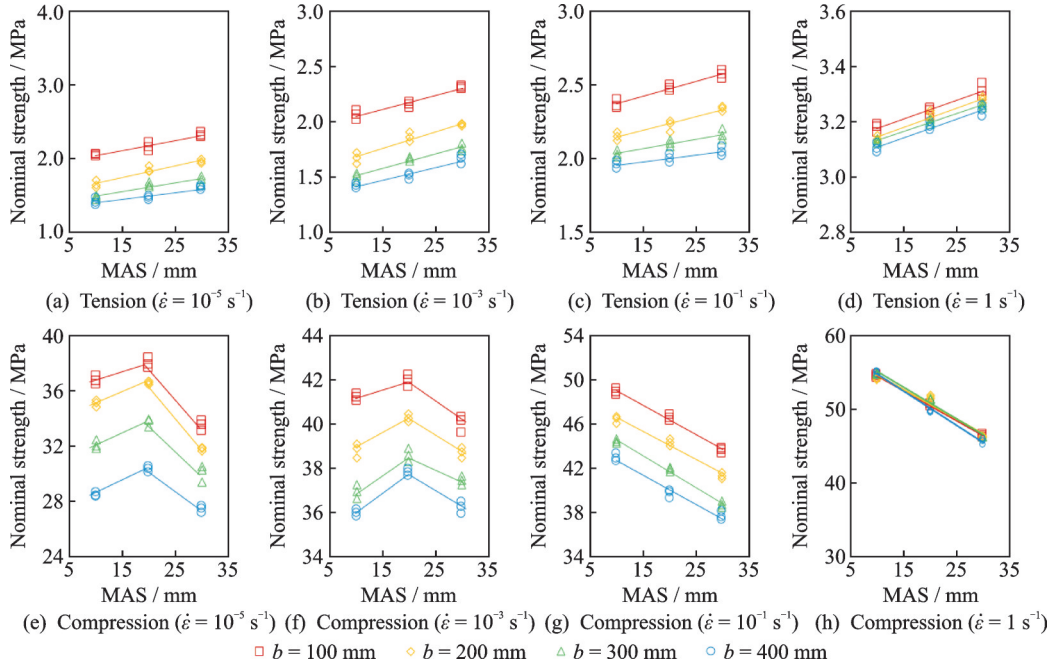 4.0
3.0
2.0
1.0
5 15 25 35
Nominal strength / MPa
MAS / mm
(a) Tension (ε̇ = 10⁻⁵ s⁻¹)
3.0
2.5
2.0
1.5
1.0
5 15 25 35
Nominal strength / MPa
MAS / mm
(b) Tension (ε̇ = 10⁻³ s⁻¹)
3.0
2.5
2.0
1.5
5 15 25 35
Nominal strength / MPa
MAS / mm
(c) Tension (ε̇ = 10⁻¹ s⁻¹)
3.6
3.4
3.2
3.0
2.8
5 15 25 35
Nominal strength / MPa
MAS / mm
(d) Tension (ε̇ = 1 s⁻¹)
40
36
32
28
24
5 15 25 35
Nominal strength / MPa
MAS / mm
(e) Compression (ε̇ = 10⁻⁵ s⁻¹)
44
42
40
38
36
34
5 15 25 35
Nominal strength / MPa
MAS / mm
(f) Compression (ε̇ = 10⁻³ s⁻¹)
54
50
46
42
38
34
5 15 25 35
Nominal strength / MPa
MAS / mm
(g) Compression (ε̇ = 10⁻¹ s⁻¹)
60
50
40
30
5 15 25 35
Nominal strength / MPa
MAS / mm
(h) Compression (ε̇ = 1 s⁻¹)
b = 100 mm b = 200 mm b = 300 mm b = 400 mm